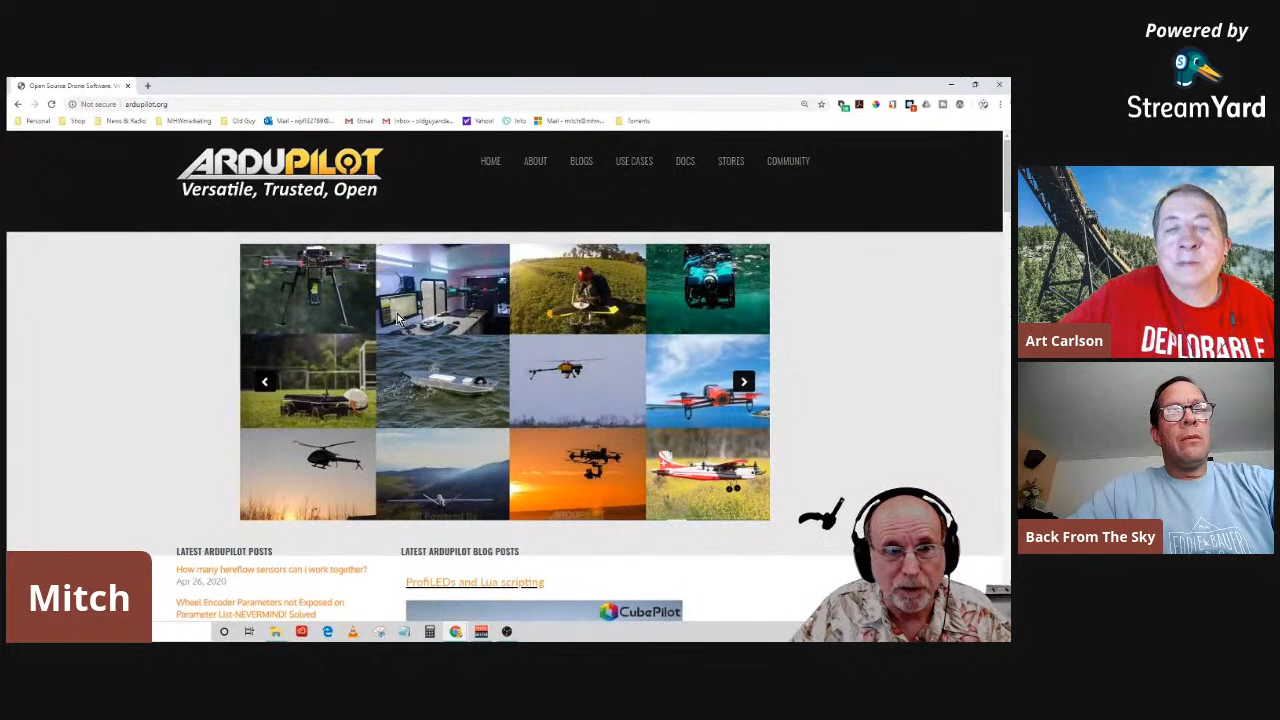 Powered by
StreamYard
Open Source Drone Software. Ve
Not secure
ardupilot.org
Personal
Shop
News & Radio
MHWmarketing
Old Guy
Gmail
Yahoo!
Info
Torrents
ARDUPILOT
Versatile, Trusted, Open
HOME
ABOUT
BLOGS
USE CASES
DOCS
STORES
COMMUNITY
LATEST ARDUPILOT POSTS
How many hereflow sensors can i work together?
Apr 26, 2020
Wheel Encoder Parameters not Exposed on
Parameter List-NEVERMIND! Solved
LATEST ARDUPILOT BLOG POSTS
ProfiLEDs and Lua scripting
CubePilot
Mitch
DEPLORABLE
Art Carlson
EDDIE BAUER
Back From The Sky